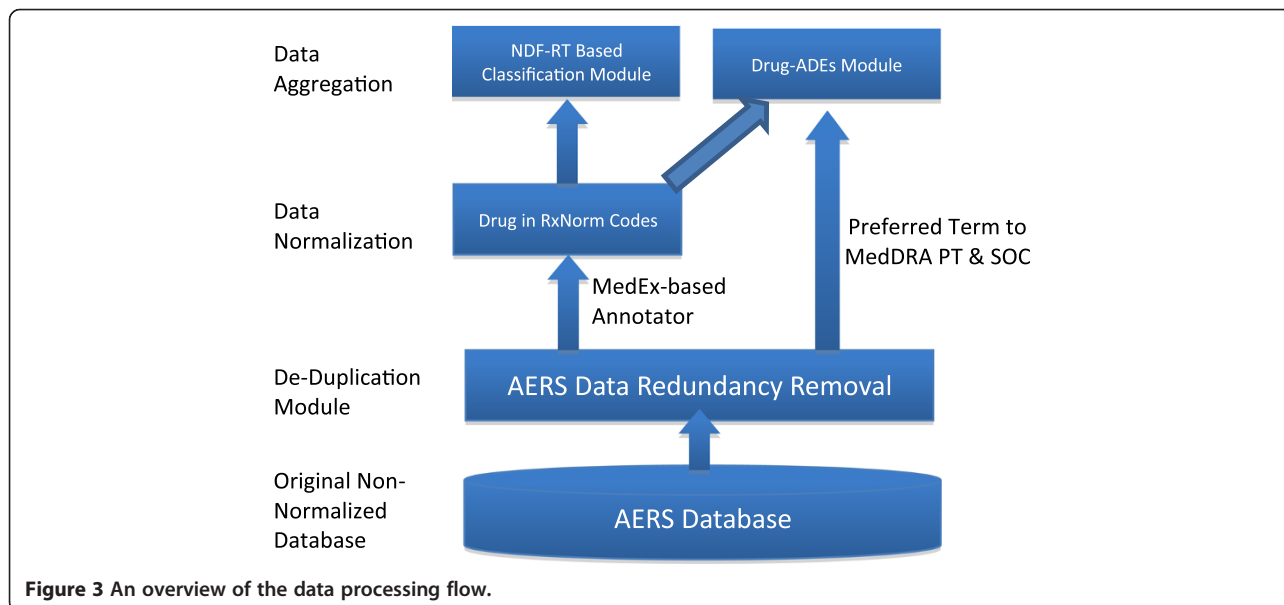 Data
Aggregation
NDF-RT Based
Classification Module
Drug-ADEs Module
Data
Normalization
Drug in RxNorm Codes
Preferred Term to
MedDRA PT & SOC
MedEx-based
Annotator
De-Duplication
Module
AERS Data Redundancy Removal
Original Non-
Normalized
Database
AERS Database
Figure 3 An overview of the data processing flow.